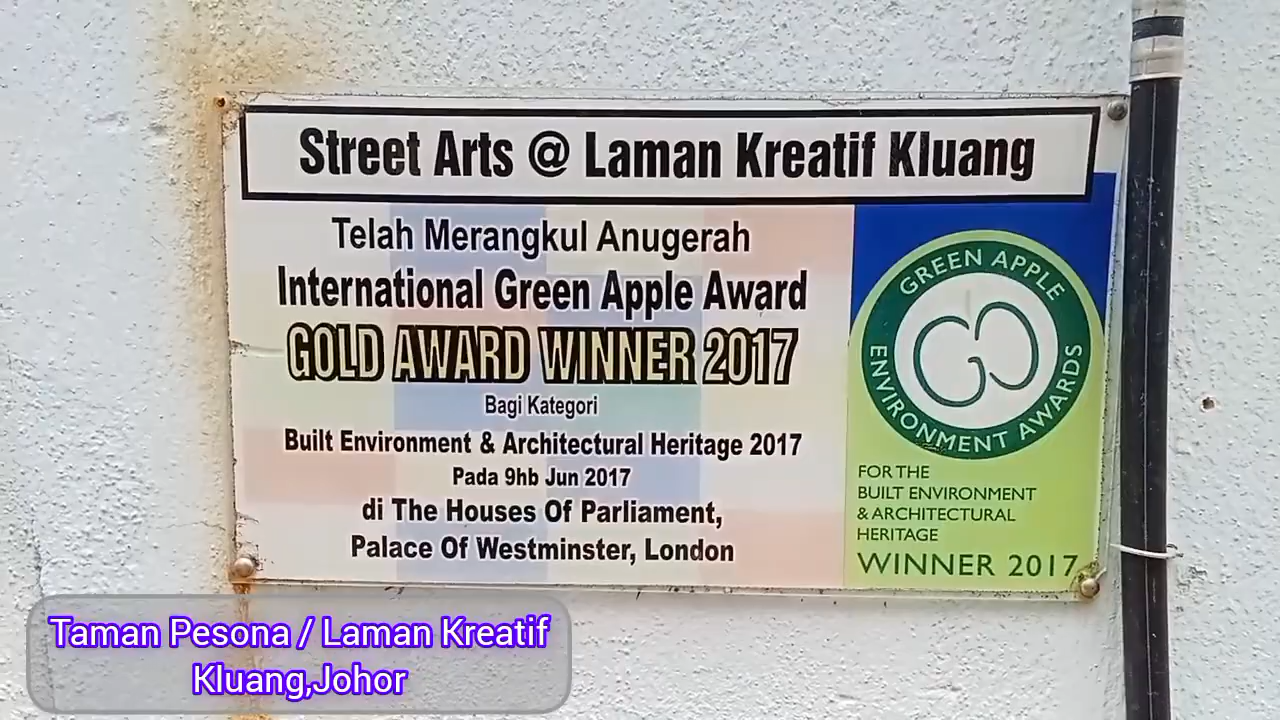 Street Arts @ Laman Kreatif Kluang
Telah Merangkul Anugerah
International Green Apple Award
GOLD AWARD WINNER 2017
Bagi Kategori
Built Environment & Architectural Heritage 2017
Pada 9hb Jun 2017
di The Houses Of Parliament,
Palace Of Westminster, London
GREEN APPLE
ENVIRONMENT AWARDS
FOR THE
BUILT ENVIRONMENT
& ARCHITECTURAL
HERITAGE
WINNER 2017
Taman Pesona / Laman Kreatif
Kluang,Johor